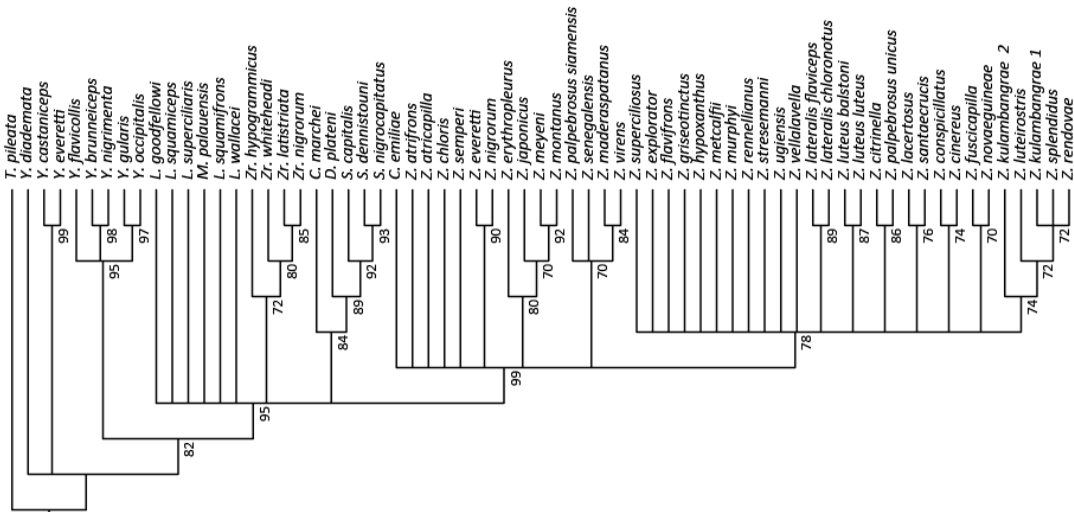 T. pileata
Y. diademata
Y. castaniceps
Y. everetti
Y. flavicollis
Y. brunneiceps
Y. nigrimenta
Y. gularis
Y. occipitalis
L. goodfellowi
L. squamiceps
L. superciliaris
M. palauensis
L. squamifrons
L. wallacei
Zr. hypogrammicus
Zr. whiteheadi
Zr. latistriata
Zr. nigrorum
C. marchei
D. plateni
S. capitalis
S. dennistouni
S. nigrocapitatus
C. emiliae
Z. atrifrons
Z. atricapilla
Z. chloris
Z. semperi
Z. everetti
Z. nigrorum
Z. erythropleurus
Z. japonicus
Z. meyeni
Z. montanus
Z. palpebrosus siamensis
Z. senegalensis
Z. maderaspatanus
Z. virens
Z. superciliosus
Z. explorator
Z. flavifrons
Z. griseotinctus
Z. hypoxanthus
Z. metcalfii
Z. murphyi
Z. rennellianus
Z. stresemanni
Z. ugiensis
Z. vellalavella
Z. lateralis flaviceps
Z. lateralis chloronotus
Z. luteus balstoni
Z. luteus luteus
Z. citrinella
Z. palpebrosus unicus
Z. lacertosus
Z. santaecrucis
Z. conspicillatus
Z. cinereus
Z. fuscicapilla
Z. novaeguineae
Z. kulambangrae 2
Z. luteirostris
Z. kulambangrae 1
Z. splendidus
Z. rendovae
99
98
97
95
85
80
72
93
92
89
84
90
92
70
80
84
70
89
87
86
76
74
70
72
72
74
78
99
95
82